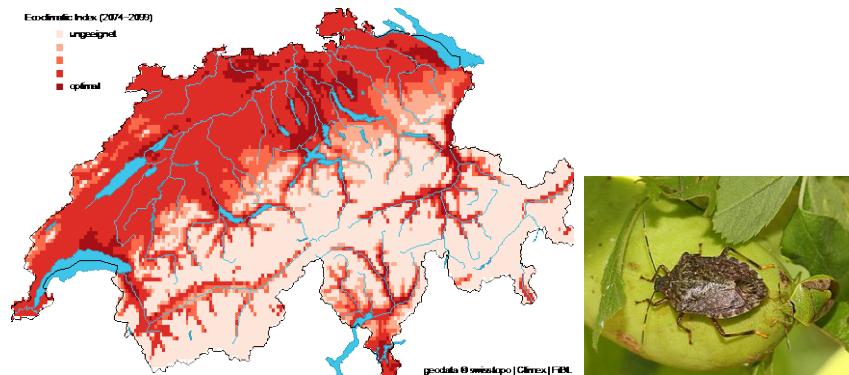 Ecoclimatic Index (2074–2099)
ungeeignet
optimal
geodata © swisstopo | Climex | FiBL